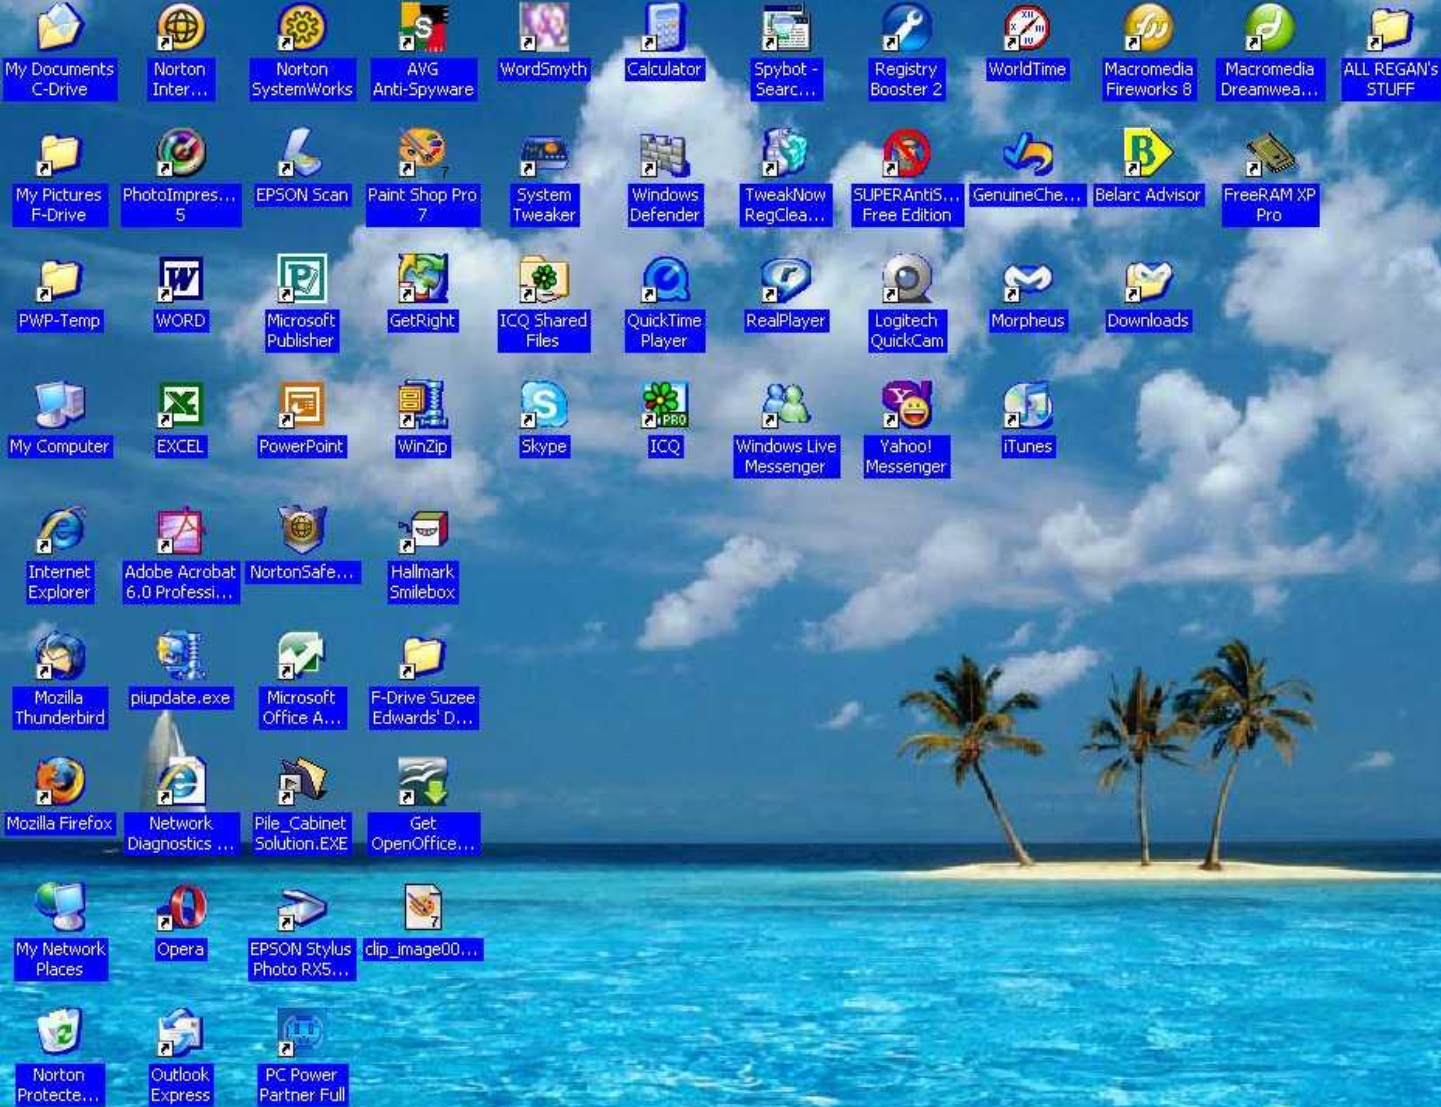 My Documents
C-Drive
Norton
Inter...
Norton
SystemWorks
AVG
Anti-Spyware
WordSmyth
Calculator
Spybot -
Searc...
Registry
Booster 2
WorldTime
Macromedia
Fireworks 8
Macromedia
Dreamwea...
ALL REGAN's
STUFF
My Pictures
F-Drive
PhotoImpres...
5
EPSON Scan
Paint Shop Pro
7
System
Tweaker
Windows
Defender
TweakNow
RegClea...
SUPERAntiS...
Free Edition
GenuineChe...
Belarc Advisor
FreeRAM XP
Pro
PWP-Temp
WORD
Microsoft
Publisher
GetRight
ICQ Shared
Files
QuickTime
Player
RealPlayer
Logitech
QuickCam
Morpheus
Downloads
My Computer
EXCEL
PowerPoint
WinZip
Skype
PRO
ICQ
Windows Live
Messenger
Yahoo!
Messenger
iTunes
Internet
Explorer
Adobe Acrobat
6.0 Professi...
NortonSafe...
Hallmark
Smilebox
Mozilla
Thunderbird
piupdate.exe
Microsoft
Office A...
F-Drive Suzee
Edwards' D...
Mozilla Firefox
Network
Diagnostics ...
Pile_Cabinet
Solution.EXE
Get
OpenOffice...
My Network
Places
Opera
EPSON Stylus
Photo RX5...
clip_image00...
Norton
Protecte...
Outlook
Express
PC Power
Partner Full